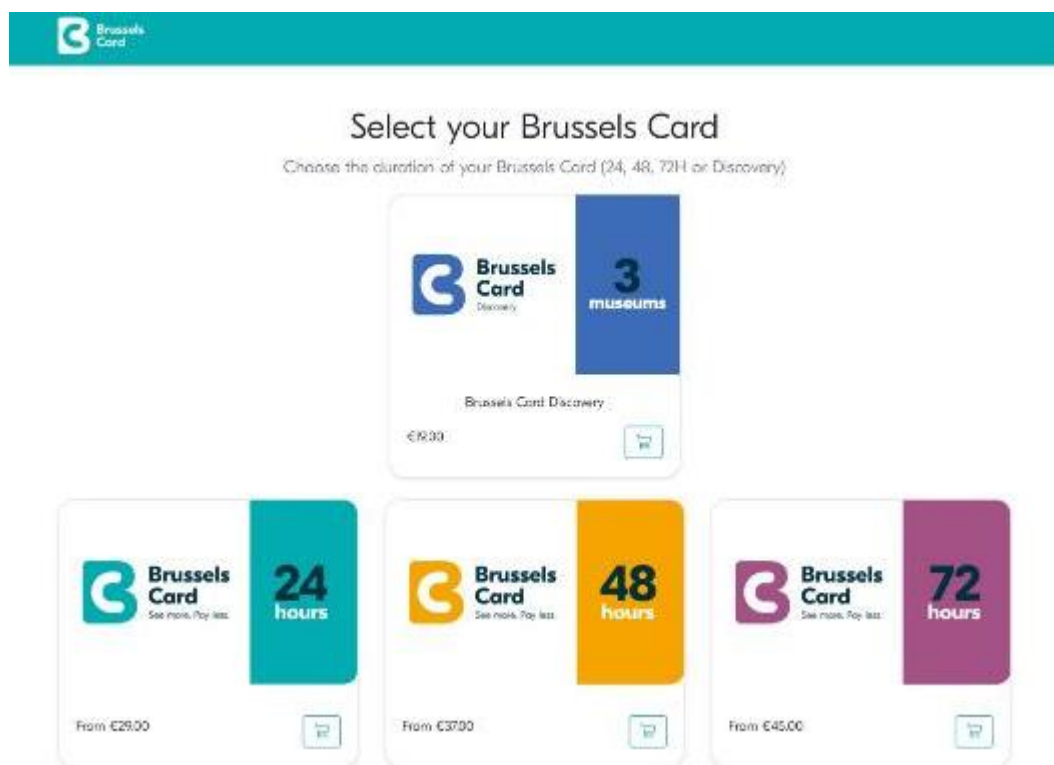 Brussels
Card
Select your Brussels Card
Choose the duration of your Brussels Card (24, 48, 72H or Discovery)
Brussels
Card
Discovery
3
museums
Brussels Card Discovery
€19.00
Brussels
Card
See more. Pay less.
24
hours
From €29.00
Brussels
Card
See more. Pay less.
48
hours
From €37.00
Brussels
Card
See more. Pay less.
72
hours
From €45.00